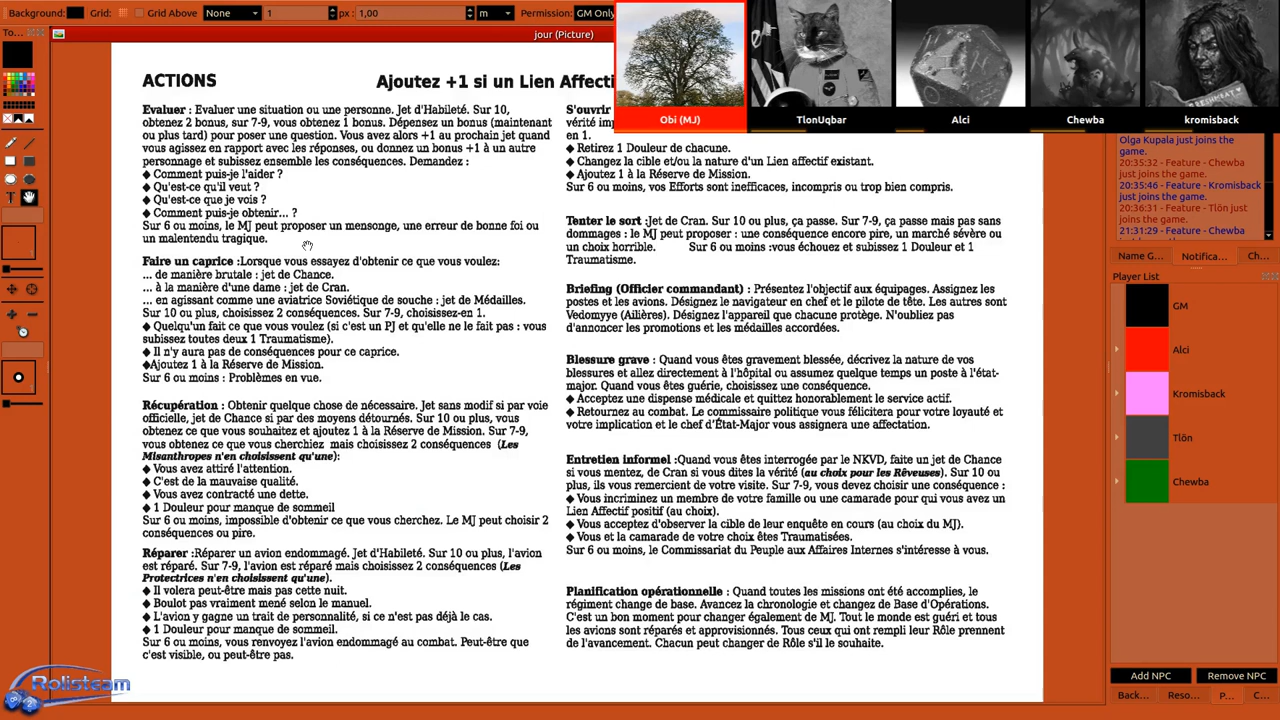 Background:
Grid:
Grid Above
None
1
px :
1,00
m
Permission:
GM Only
To...
jour (Picture)
Obi (MJ)
TlonUqbar
Alci
Chewba
kromisback
ACTIONS
Ajoutez +1 si un Lien Affecti
Evaluer : Evaluer une situation ou une personne. Jet d'Habileté. Sur 10,
obtenez 2 bonus, sur 7-9, vous obtenez 1 bonus. Dépensez un bonus (maintenant
ou plus tard) pour poser une question. Vous avez alors +1 au prochain jet quand
vous agissez en rapport avec les réponses, ou donnez un bonus +1 à un autre
personnage et subissez ensemble les conséquences. Demandez :
◆ Comment puis-je l'aider ?
◆ Qu'est-ce qu'il veut ?
◆ Qu'est-ce que je vois ?
◆ Comment puis-je obtenir... ?
Sur 6 ou moins, le MJ peut proposer un mensonge, une erreur de bonne foi ou
un malentendu tragique.
Faire un caprice :Lorsque vous essayez d'obtenir ce que vous voulez:
... de manière brutale : jet de Chance.
... à la manière d'une dame : jet de Cran.
... en agissant comme une aviatrice Soviétique de souche : jet de Médailles.
Sur 10 ou plus, choisissez 2 conséquences. Sur 7-9, choisissez-en 1.
◆ Quelqu'un fait ce que vous voulez (si c'est un PJ et qu'elle ne le fait pas : vous
subissez toutes deux 1 Traumatisme).
◆ Il n'y aura pas de conséquences pour ce caprice.
◆Ajoutez 1 à la Réserve de Mission.
Sur 6 ou moins : Problèmes en vue.
Récupération : Obtenir quelque chose de nécessaire. Jet sans modif si par voie
officielle, jet de Chance si par des moyens détournés. Sur 10 ou plus, vous
obtenez ce que vous souhaitez et ajoutez 1 à la Réserve de Mission. Sur 7-9,
vous obtenez ce que vous cherchiez mais choisissez 2 conséquences (Les
Misanthropes n'en choisissent qu'une):
◆ Vous avez attiré l'attention.
◆ C'est de la mauvaise qualité.
◆ Vous avez contracté une dette.
◆ 1 Douleur pour manque de sommeil
Sur 6 ou moins, impossible d'obtenir ce que vous cherchez. Le MJ peut choisir 2
conséquences ou pire.
Réparer :Réparer un avion endommagé. Jet d'Habileté. Sur 10 ou plus, l'avion
est réparé. Sur 7-9, l'avion est réparé mais choisissez 2 conséquences (Les
Protectrices n'en choisissent qu'une).
◆ Il volera peut-être mais pas cette nuit.
◆ Boulot pas vraiment mené selon le manuel.
◆ L'avion y gagne un trait de personnalité, si ce n'est pas déjà le cas.
◆ 1 Douleur pour manque de sommeil.
Sur 6 ou moins, vous renvoyez l'avion endommagé au combat. Peut-être que
c'est visible, ou peut-être pas.
S'ouvrir
vérité im
en 1.
◆ Retirez 1 Douleur de chacune.
◆ Changez la cible et/ou la nature d'un Lien affectif existant.
◆ Ajoutez 1 à la Réserve de Mission.
Sur 6 ou moins, vos Efforts sont inefficaces, incompris ou trop bien compris.
Tenter le sort :Jet de Cran. Sur 10 ou plus, ça passe. Sur 7-9, ça passe mais pas sans
dommages : le MJ peut proposer : une conséquence encore pire, un marché sévère ou
un choix horrible. Sur 6 ou moins :vous échouez et subissez 1 Douleur et 1
Traumatisme.
Briefing (Officier commandant) : Présentez l'objectif aux équipages. Assignez les
postes et les avions. Désignez le navigateur en chef et le pilote de tête. Les autres sont
Vedomyye (Ailières). Désignez l'appareil que chacune protège. N'oubliez pas
d'annoncer les promotions et les médailles accordées.
Blessure grave : Quand vous êtes gravement blessée, décrivez la nature de vos
blessures et allez directement à l'hôpital ou assumez quelque temps un poste à l'état-
major. Quand vous êtes guérie, choisissez une conséquence.
◆ Acceptez une dispense médicale et quittez honorablement le service actif.
◆ Retournez au combat. Le commissaire politique vous félicitera pour votre loyauté et
votre implication et le chef d'État-Major vous assignera une affectation.
Entretien informel :Quand vous êtes interrogée par le NKVD, faite un jet de Chance
si vous mentez, de Cran si vous dites la vérité (au choix pour les Rêveuses). Sur 10 ou
plus, ils vous remercient de votre visite. Sur 7-9, vous devez choisir une conséquence :
◆ Vous incriminez un membre de votre famille ou une camarade pour qui vous avez un
Lien Affectif positif (au choix).
◆ Vous acceptez d'observer la cible de leur enquête en cours (au choix du MJ).
◆ Vous et la camarade de votre choix êtes Traumatisées.
Sur 6 ou moins, le Commissariat du Peuple aux Affaires Internes s'intéresse à vous.
Planification opérationnelle : Quand toutes les missions ont été accomplies, le
régiment change de base. Avancez la chronologie et changez de Base d'Opérations.
C'est un bon moment pour changer également de MJ. Tout le monde est guéri et tous
les avions sont réparés et approvisionnés. Tous ceux qui ont rempli leur Rôle prennent
de l'avancement. Chacun peut changer de Rôle s'il le souhaite.
Olga Kupala just joins the
game.
20:35:32 - Feature - Chewba
just joins the game.
20:35:46 - Feature - Kromisback
just joins the game.
20:36:31 - Feature - Tlön
just joins the game.
21:31:29 - Feature - Chewba
just joins the game.
Name G...
Notifica...
Ch...
Player List
GM
Alci
Kromisback
Tlön
Chewba
Add NPC
Remove NPC
Back...
Reso...
P...
C...
Rolisteam